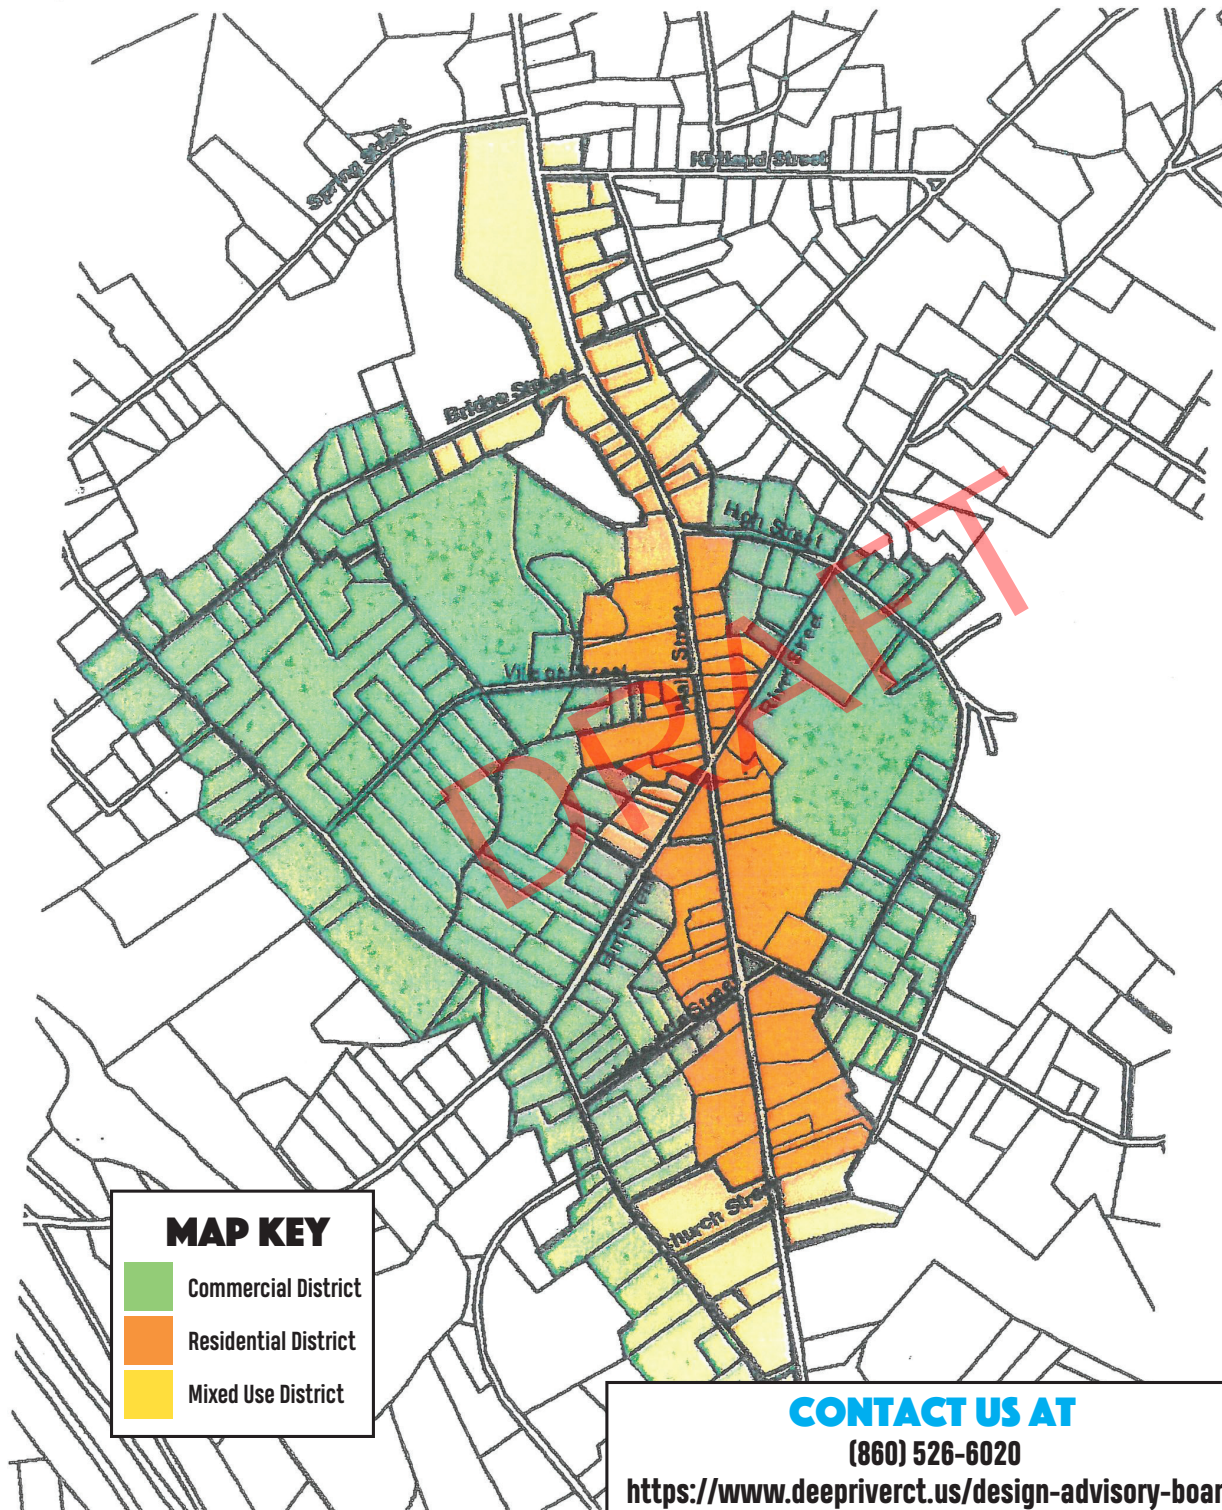 Spring Street
Kirtland Street
Bridge Street
High Street
Village Street
Main Street
River Street
Elm Street
Street
Church Street
DRAFT
MAP KEY
Commercial District
Residential District
Mixed Use District
CONTACT US AT
(860) 526-6020
https://www.deepriverct.us/design-advisory-boar